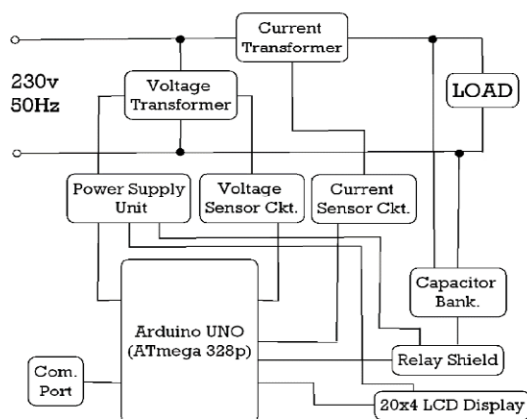 Current
Transformer
230v
50Hz
Voltage
Transformer
LOAD
Power Supply
Unit
Voltage
Sensor Ckt.
Current
Sensor Ckt.
Capacitor
Bank.
Arduino UNO
(ATmega 328p)
Relay Shield
Com.
Port
20x4 LCD Display